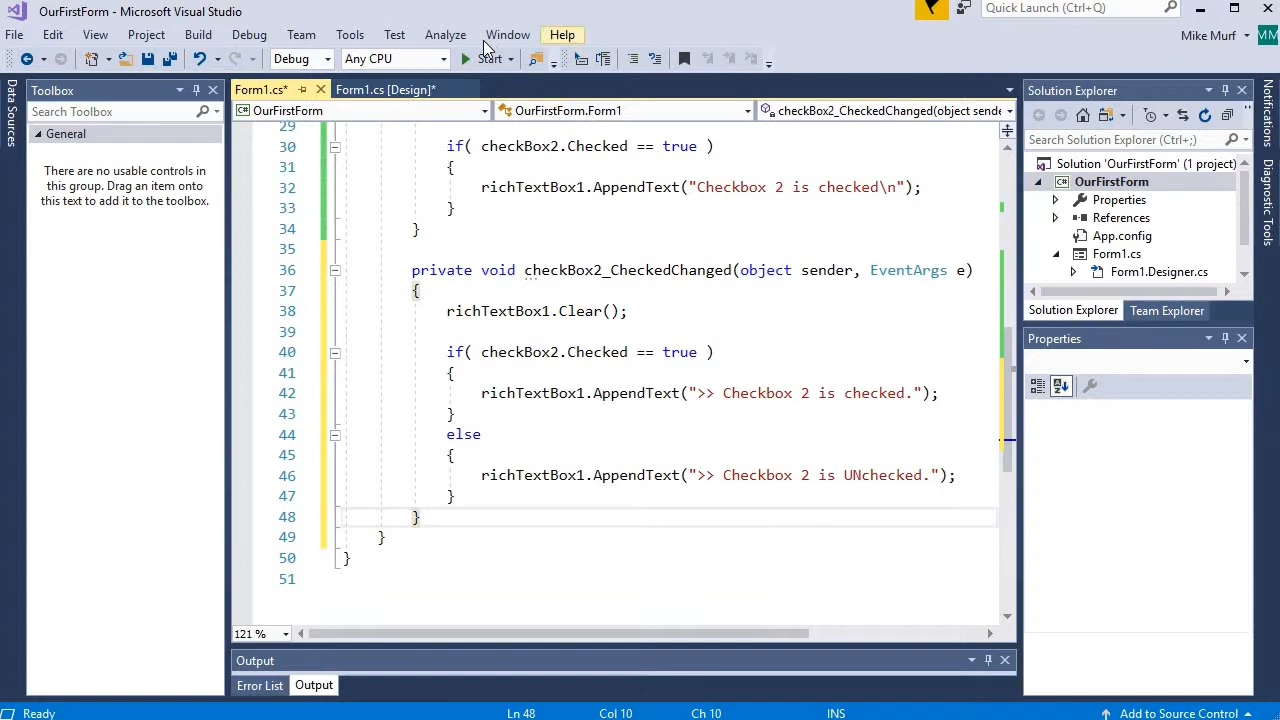 OurFirstForm - Microsoft Visual Studio
Quick Launch (Ctrl+Q)
File Edit View Project Build Debug Team Tools Test Analyze Window Help
Mike Murf MM
Debug Any CPU Start
Data Sources
Toolbox
Search Toolbox
General
There are no usable controls in
this group. Drag an item onto
this text to add it to the toolbox.
Form1.cs* Form1.cs [Design]*
OurFirstForm OurFirstForm.Form1 checkBox2_CheckedChanged(object sende
29
30 if( checkBox2.Checked == true )
31 {
32 richTextBox1.AppendText("Checkbox 2 is checked\n");
33 }
34 }
35
36 private void checkBox2_CheckedChanged(object sender, EventArgs e)
37 {
38 richTextBox1.Clear();
39
40 if( checkBox2.Checked == true )
41 {
42 richTextBox1.AppendText(">> Checkbox 2 is checked.");
43 }
44 else
45 {
46 richTextBox1.AppendText(">> Checkbox 2 is UNchecked.");
47 }
48 }
49 }
50 }
51
121 %
Output
Error List Output
Solution Explorer
Search Solution Explorer (Ctrl+;)
Solution 'OurFirstForm' (1 project)
OurFirstForm
Properties
References
App.config
Form1.cs
Form1.Designer.cs
Solution Explorer Team Explorer
Properties
Notifications
Diagnostic Tools
Ready Ln 48 Col 10 Ch 10 INS Add to Source Control